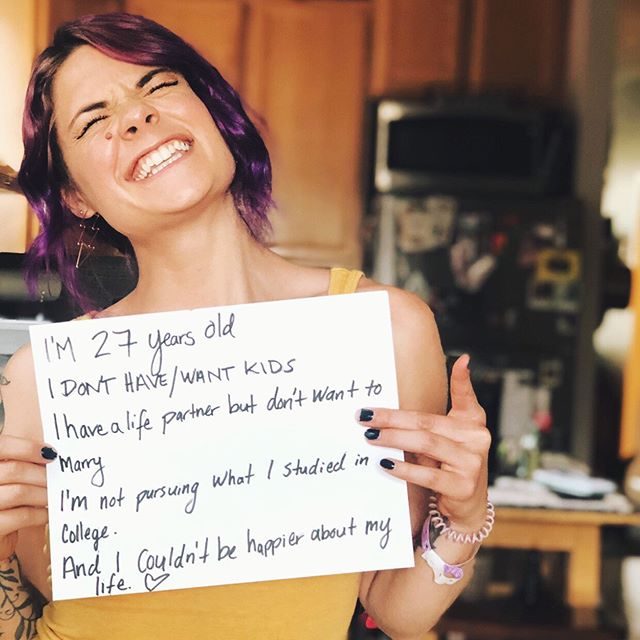 I'M 27 years old
I DONT HAVE/WANT KIDS
I have a life partner but don't want to
Marry
I'm not pursuing what I studied in
College.
And I couldn't be happier about my
life. ♡